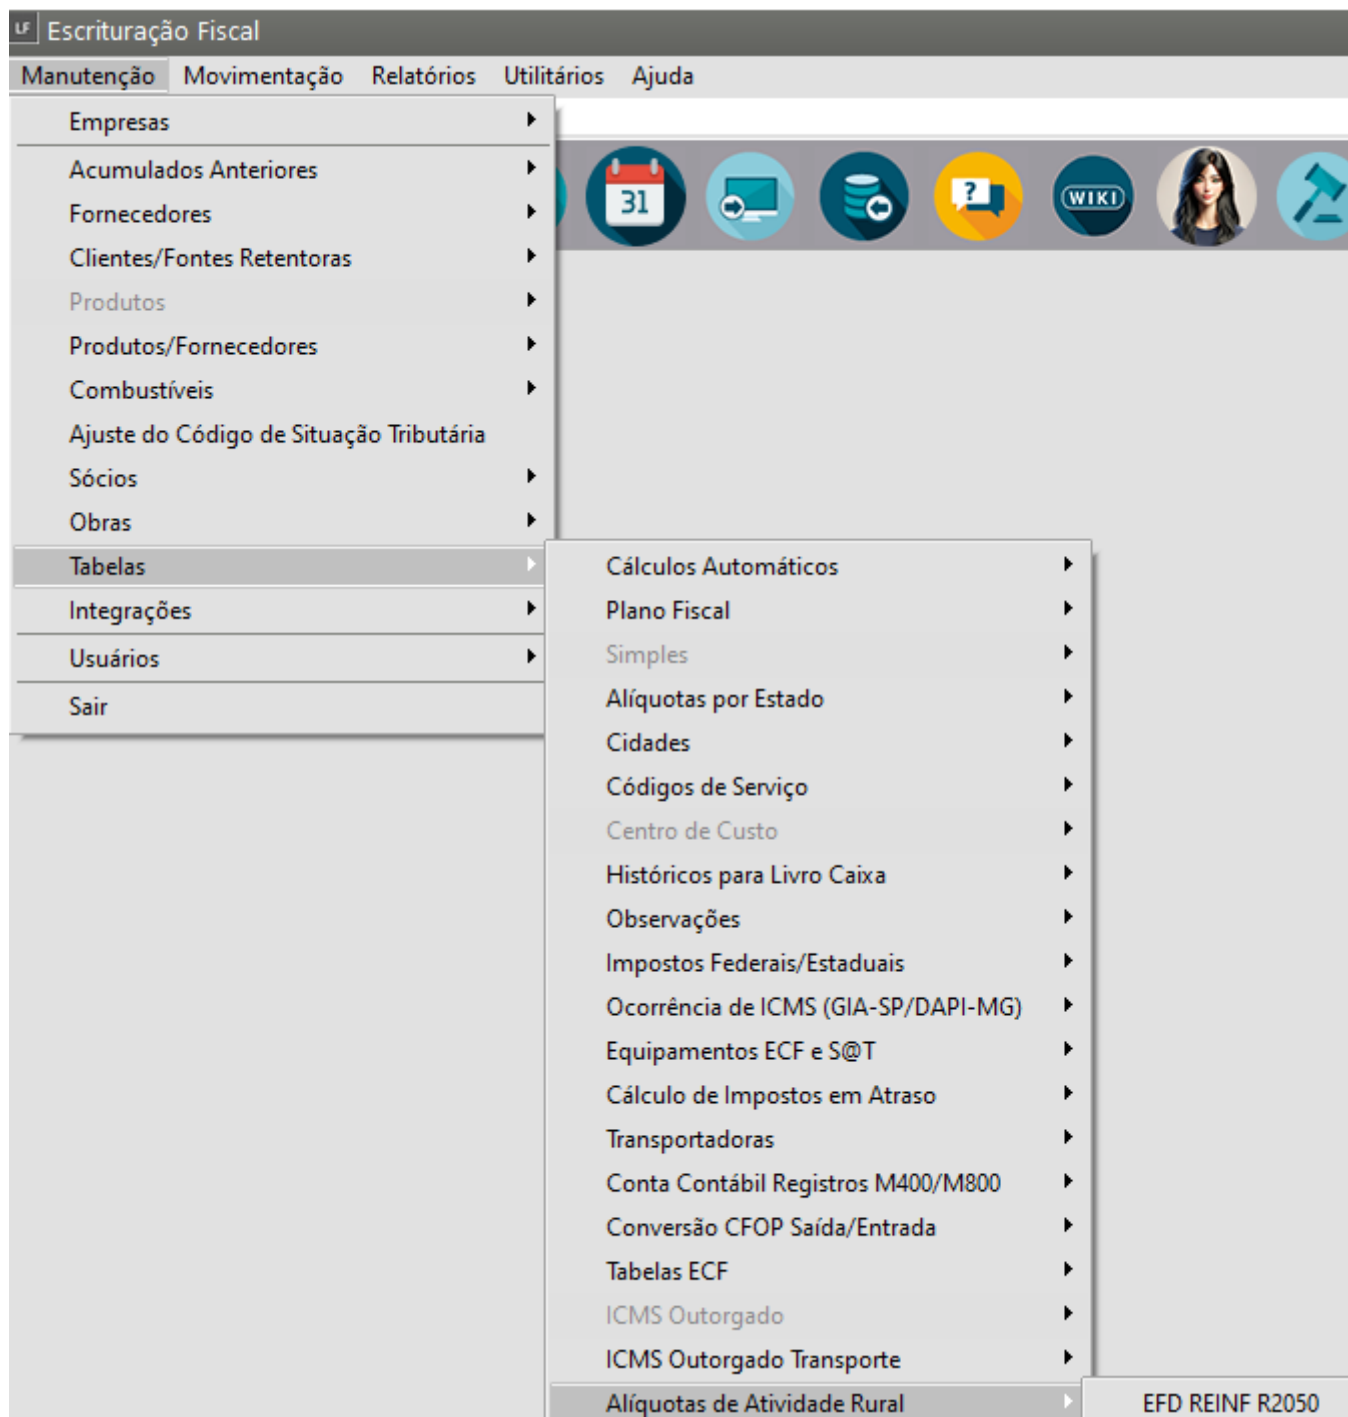 LF Escrituração Fiscal
Manutenção Movimentação Relatórios Utilitários Ajuda
Empresas
Acumulados Anteriores
Fornecedores
Clientes/Fontes Retentoras
Produtos
Produtos/Fornecedores
Combustíveis
Ajuste do Código de Situação Tributária
Sócios
Obras
Tabelas
Integrações
Usuários
Sair
31
?
WIKI
Cálculos Automáticos
Plano Fiscal
Simples
Alíquotas por Estado
Cidades
Códigos de Serviço
Centro de Custo
Históricos para Livro Caixa
Observações
Impostos Federais/Estaduais
Ocorrência de ICMS (GIA-SP/DAPI-MG)
Equipamentos ECF e S@T
Cálculo de Impostos em Atraso
Transportadoras
Conta Contábil Registros M400/M800
Conversão CFOP Saída/Entrada
Tabelas ECF
ICMS Outorgado
ICMS Outorgado Transporte
Alíquotas de Atividade Rural
EFD REINF R2050